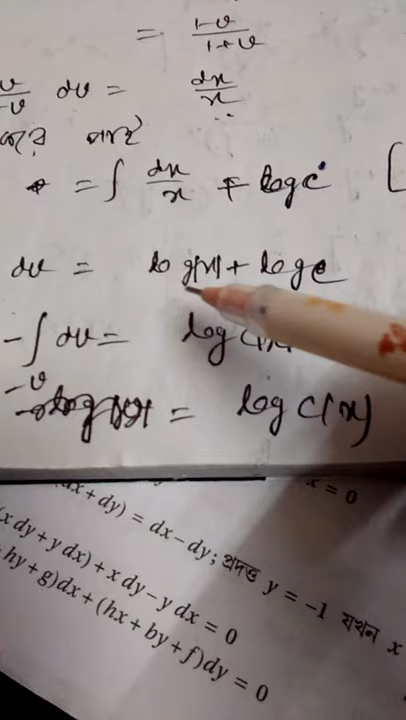 = 1-v / 1+v
dv = dx / x
= ∫ dx / x + log c
dv = log|x| + log c
-∫ dv = log
-v = log c|x|
dx + dy) = dx - dy; প্রদত্ত y = -1 যখন x
x = 0
x dy + y dx) + x dy - y dx = 0
hy + g)dx + (hx + by + f)dy = 0